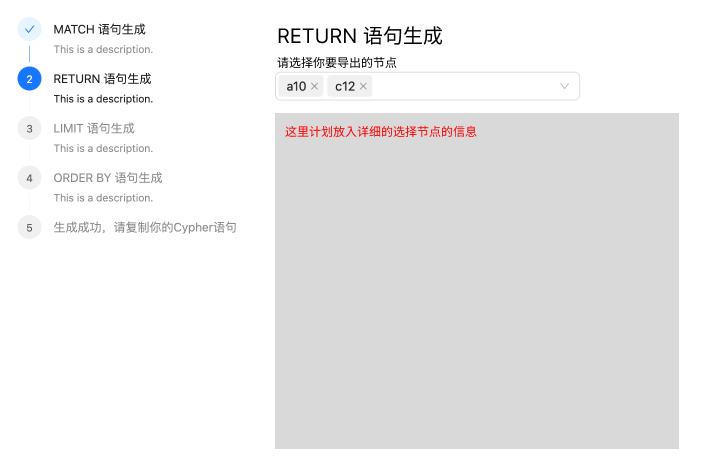 MATCH 语句生成
This is a description.
2
RETURN 语句生成
This is a description.
3
LIMIT 语句生成
This is a description.
4
ORDER BY 语句生成
This is a description.
5
生成成功，请复制你的Cypher语句
RETURN 语句生成
请选择你要导出的节点
a10 × c12 ×
这里计划放入详细的选择节点的信息